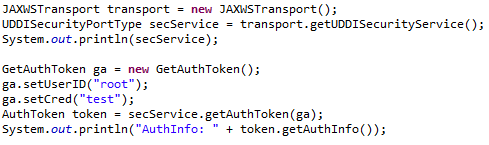 JAXWSTransport transport = new JAXWSTransport();
UDDISecurityPortType secService = transport.getUDDISecurityService();
System.out.println(secService);
GetAuthToken ga = new GetAuthToken();
ga.setUserID("root");
ga.setCred("test");
AuthToken token = secService.getAuthToken(ga);
System.out.println("AuthInfo: " + token.getAuthInfo());